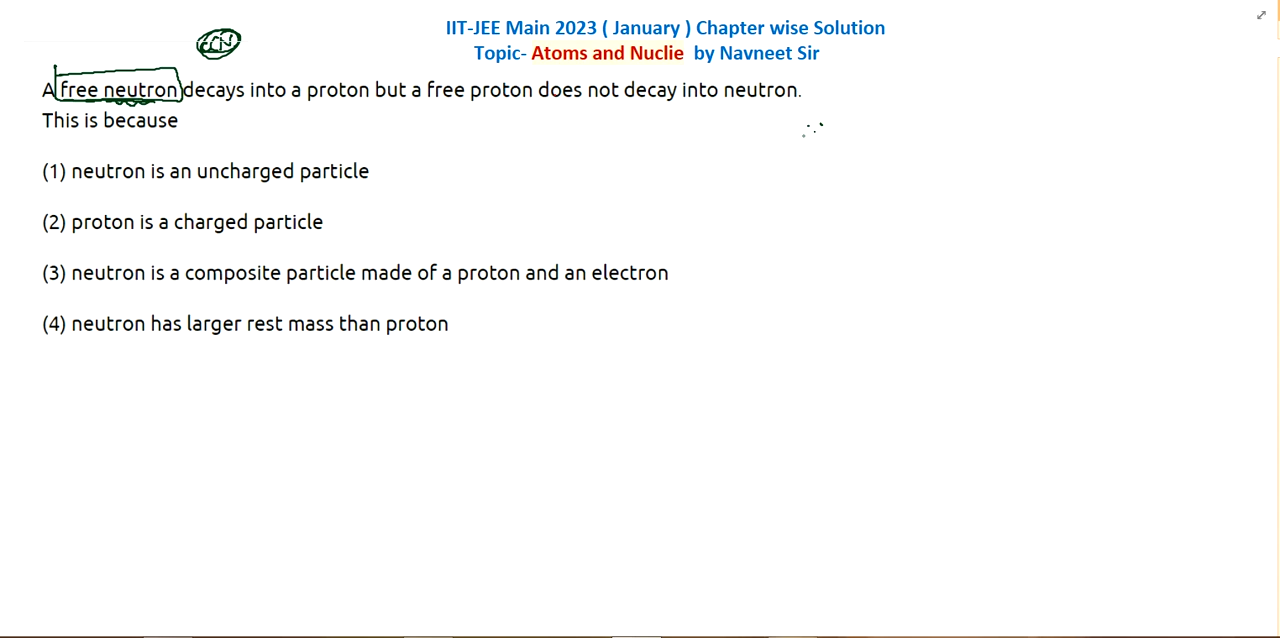 IIT-JEE Main 2023 ( January ) Chapter wise Solution
Topic- Atoms and Nuclie by Navneet Sir
A free neutron decays into a proton but a free proton does not decay into neutron.
This is because
(1) neutron is an uncharged particle
(2) proton is a charged particle
(3) neutron is a composite particle made of a proton and an electron
(4) neutron has larger rest mass than proton